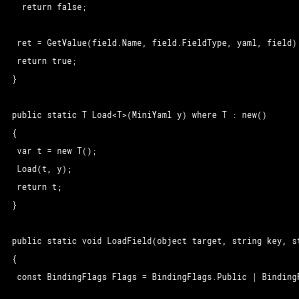 return false;
ret = GetValue(field.Name, field.FieldType, yaml, field)
return true;
}
public static T Load<T>(MiniYaml y) where T : new()
{
var t = new T();
Load(t, y);
return t;
}
public static void LoadField(object target, string key, st
{
const BindingFlags Flags = BindingFlags.Public | Binding